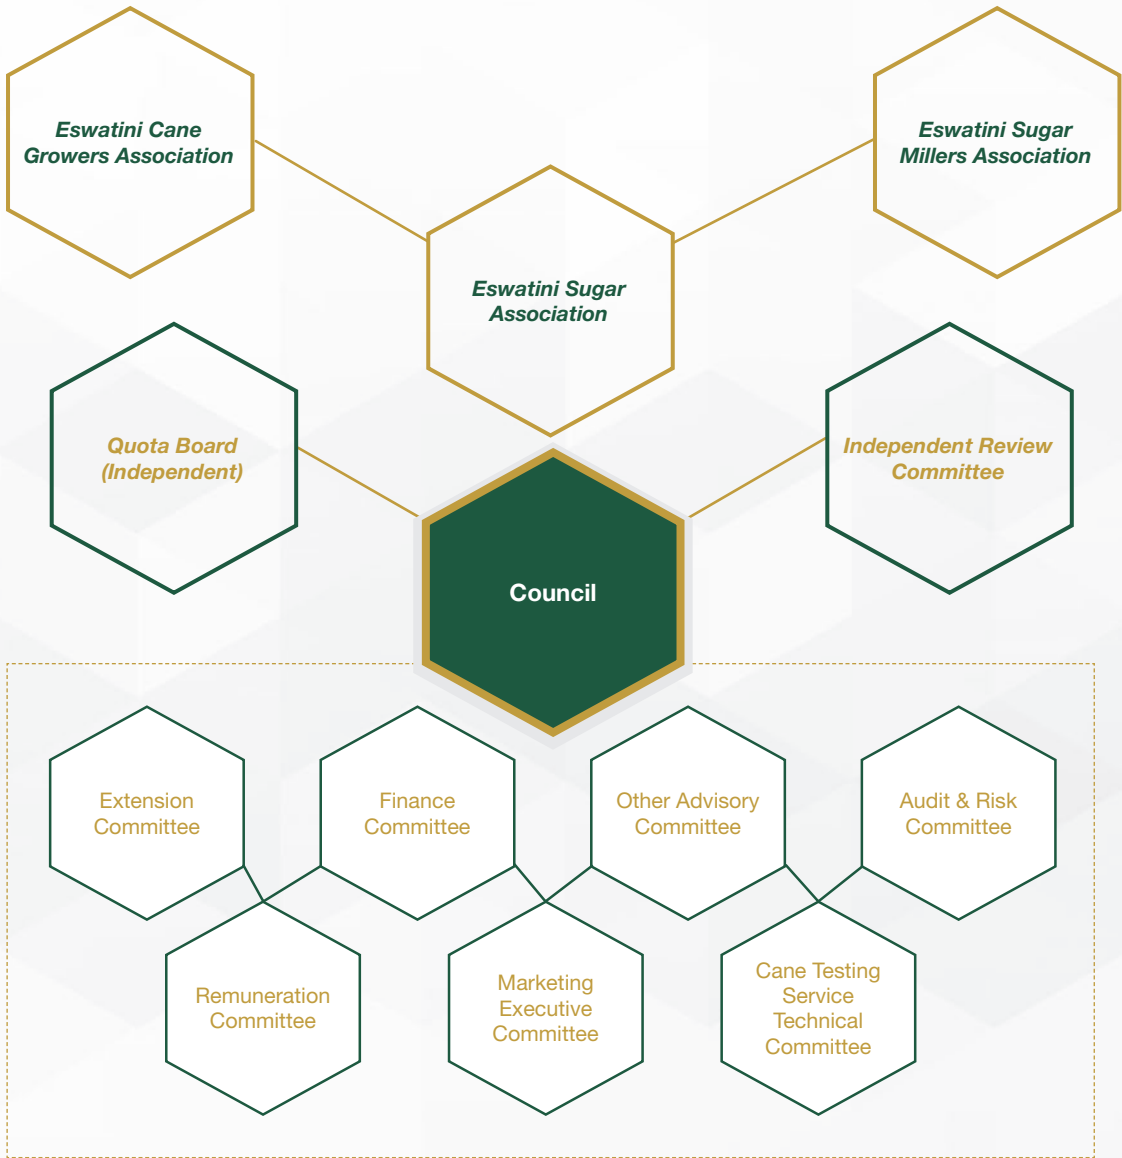 Eswatini Cane
Growers Association
Eswatini Sugar
Millers Association
Eswatini Sugar
Association
Quota Board
(Independent)
Independent Review
Committee
Council
Extension
Committee
Finance
Committee
Other Advisory
Committee
Audit & Risk
Committee
Remuneration
Committee
Marketing
Executive
Committee
Cane Testing
Service
Technical
Committee